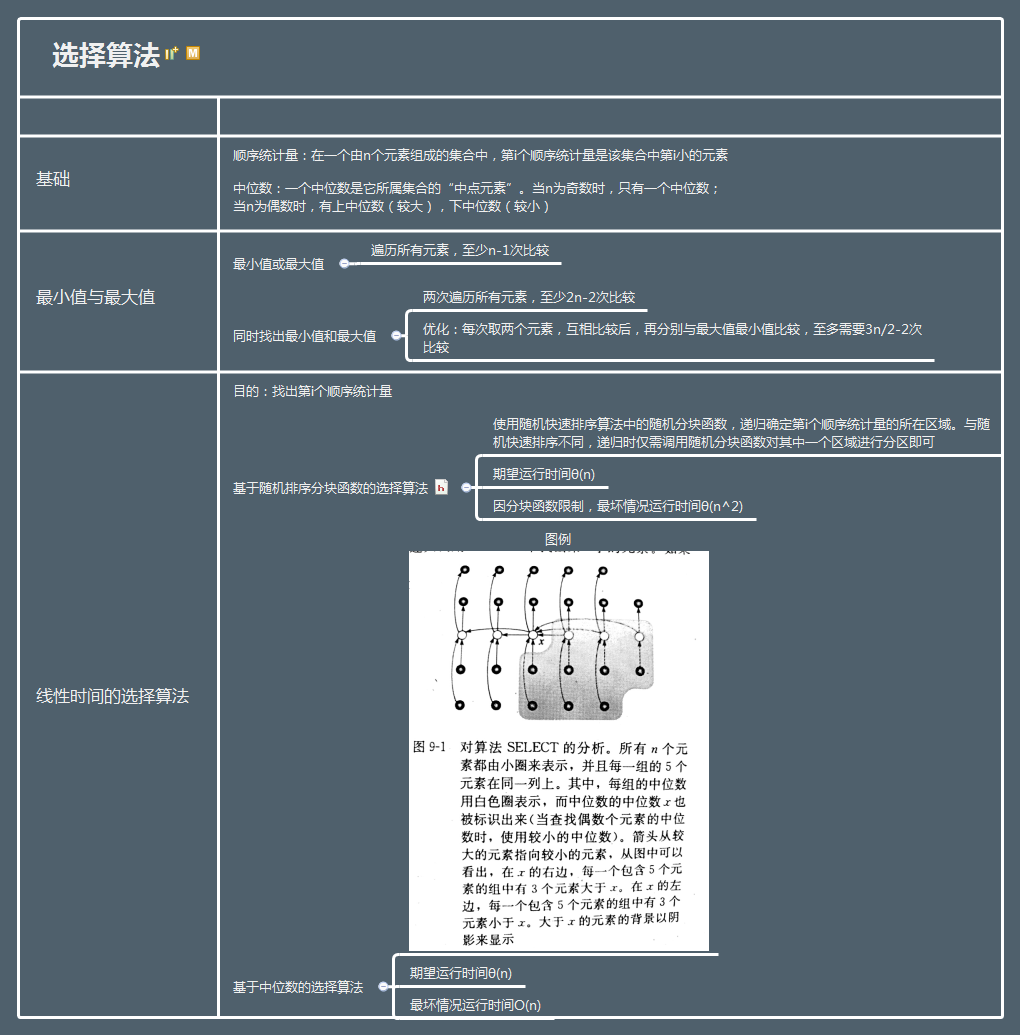 选择算法
基础
顺序统计量：在一个由n个元素组成的集合中，第i个顺序统计量是该集合中第i小的元素
中位数：一个中位数是它所属集合的“中点元素”。当n为奇数时，只有一个中位数；
当n为偶数时，有上中位数（较大），下中位数（较小）
最小值与最大值
最小值或最大值
遍历所有元素，至少n-1次比较
同时找出最小值和最大值
两次遍历所有元素，至少2n-2次比较
优化：每次取两个元素，互相比较后，再分别与最大值最小值比较，至多需要3n/2-2次
比较
线性时间的选择算法
目的：找出第i个顺序统计量
基于随机排序分块函数的选择算法
使用随机快速排序算法中的随机分块函数，递归确定第i个顺序统计量的所在区域。与随
机快速排序不同，递归时仅需调用随机分块函数对其中一个区域进行分区即可
期望运行时间θ(n)
因分块函数限制，最坏情况运行时间θ(n^2)
图例
x
图 9-1 对算法 SELECT 的分析。所有 n 个元
素都由小圈来表示，并且每一组的 5 个
元素在同一列上。其中，每组的中位数
用白色圈表示，而中位数的中位数 x 也
被标识出来(当查找偶数个元素的中位
数时，使用较小的中位数)。箭头从较
大的元素指向较小的元素，从图中可以
看出，在 x 的右边，每一个包含 5 个元
素的组中有 3 个元素大于 x。在 x 的左
边，每一个包含 5 个元素的组中有 3 个
元素小于 x。大于 x 的元素的背景以阴
影来显示
基于中位数的选择算法
期望运行时间θ(n)
最坏情况运行时间O(n)